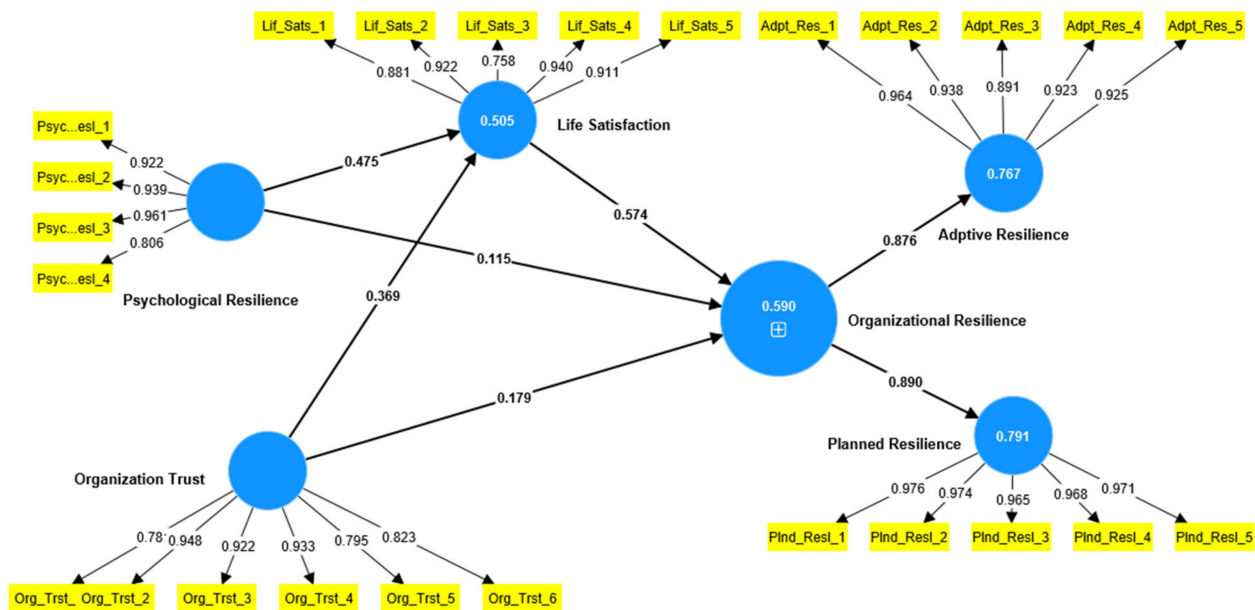 Lif_Sats_1
Lif_Sats_2
Lif_Sats_3
Lif_Sats_4
Lif_Sats_5
Adpt_Res_1
Adpt_Res_2
Adpt_Res_3
Adpt_Res_4
Adpt_Res_5
0.881
0.922
0.758
0.940
0.911
0.964
0.938
0.891
0.923
0.925
Psyc...esl_1
Psyc...esl_2
Psyc...esl_3
Psyc...esl_4
0.922
0.939
0.961
0.806
Psychological Resilience
0.505
Life Satisfaction
0.767
Adptive Resilience
0.475
0.574
0.115
0.369
0.179
0.876
0.890
0.590
Organizational Resilience
Organization Trust
Planned Resilience
0.791
0.948
0.922
0.933
0.795
0.823
Org_Trst_
Org_Trst_2
Org_Trst_3
Org_Trst_4
Org_Trst_5
Org_Trst_6
0.976
0.974
0.965
0.968
0.971
Plnd_Resl_1
Plnd_Resl_2
Plnd_Resl_3
Plnd_Resl_4
Plnd_Resl_5